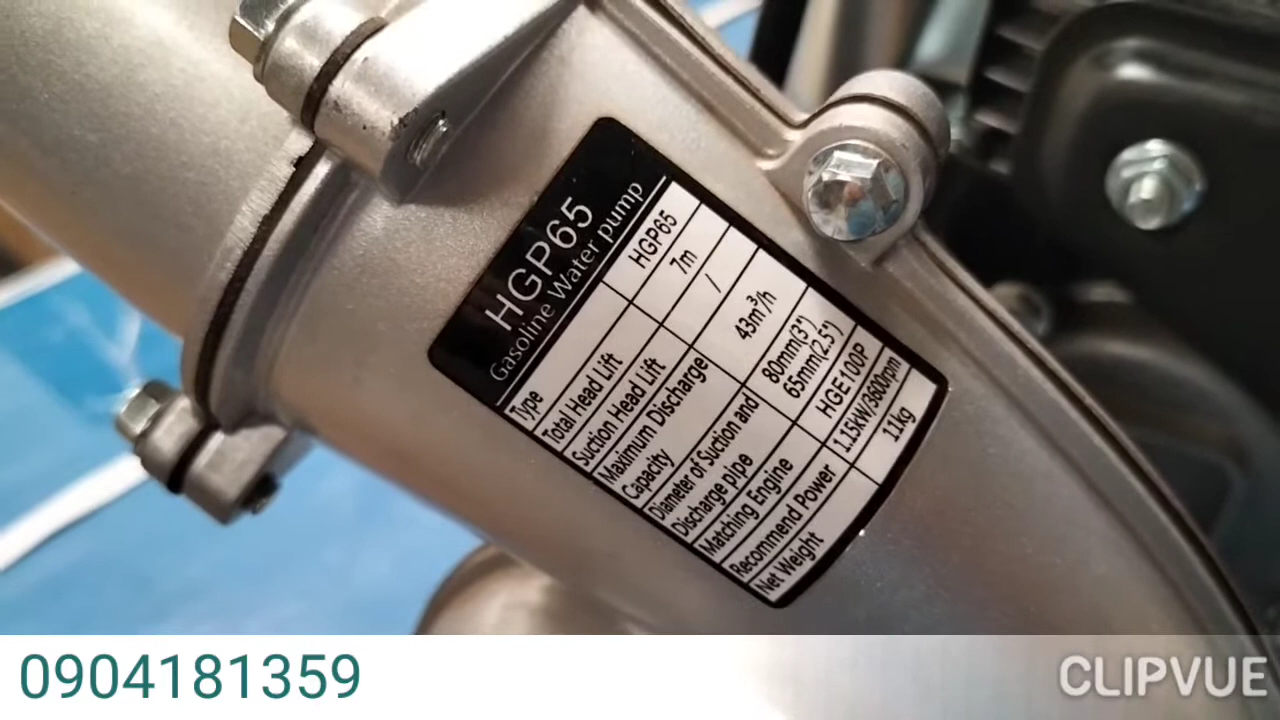 HGP65
Gasoline Water pump
Type HGP65
Total Head Lift 7m
Suction Head Lift /
Maximum Discharge
Capacity 43m³/h
Diameter of Suction and 80mm(3")
Discharge pipe 65mm(2.5")
Matching Engine HGE100P
Recommend Power 1.15kW/3600rpm
Net Weight 11kg
0904181359
CLIPVUE